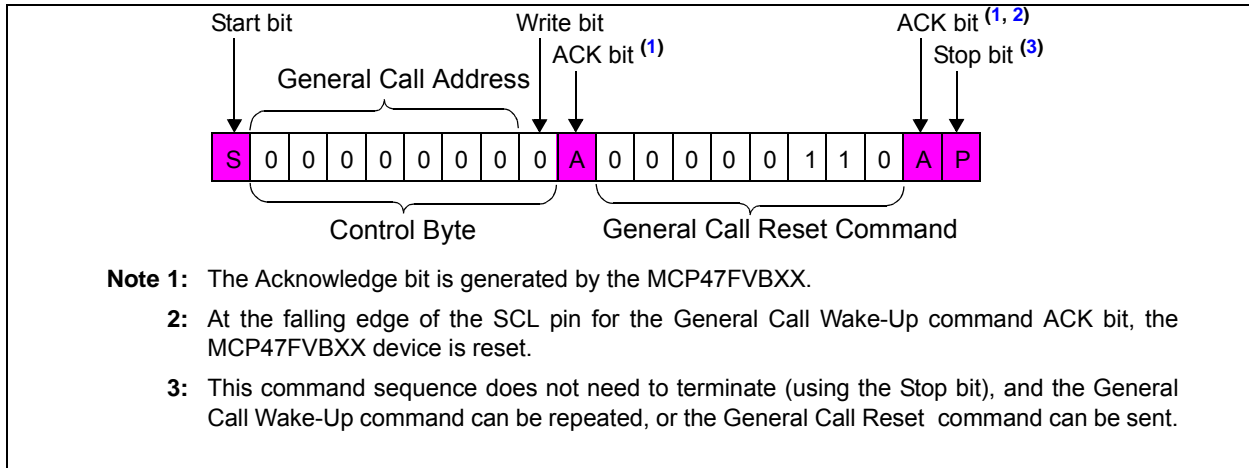 Start bit Write bit ACK bit (1, 2)
ACK bit (1) Stop bit (3)
General Call Address
S 0 0 0 0 0 0 0 0 A 0 0 0 0 0 1 1 0 A P
Control Byte General Call Reset Command
Note 1: The Acknowledge bit is generated by the MCP47FVBXX.
2: At the falling edge of the SCL pin for the General Call Wake-Up command ACK bit, the
MCP47FVBXX device is reset.
3: This command sequence does not need to terminate (using the Stop bit), and the General
Call Wake-Up command can be repeated, or the General Call Reset command can be sent.